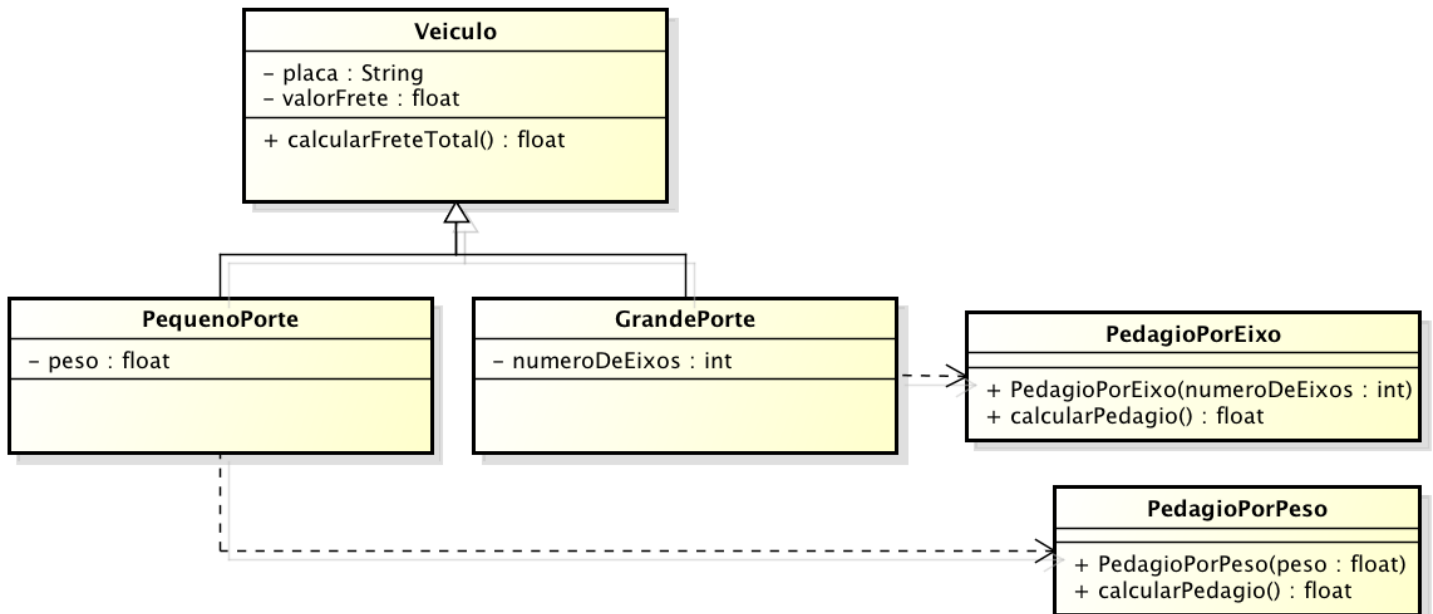 Veiculo
- placa : String
- valorFrete : float
+ calcularFreteTotal() : float
PequenoPorte
- peso : float
GrandePorte
- numeroDeEixos : int
PedagioPorEixo
+ PedagioPorEixo(numeroDeEixos : int)
+ calcularPedagio() : float
PedagioPorPeso
+ PedagioPorPeso(peso : float)
+ calcularPedagio() : float